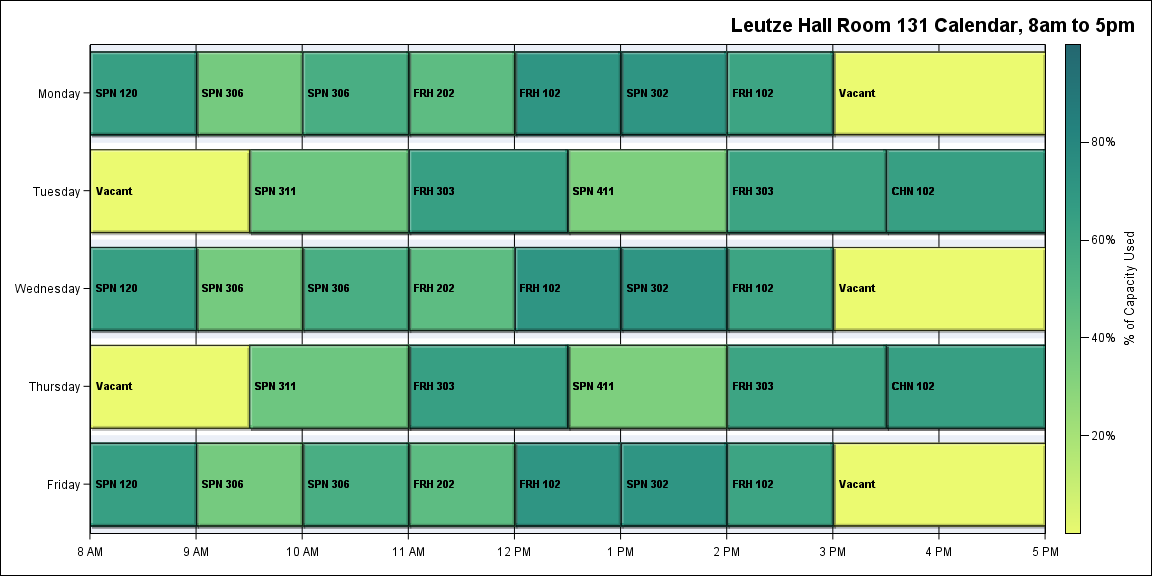 Leutze Hall Room 131 Calendar, 8am to 5pm
Monday
SPN 120
SPN 306
SPN 306
FRH 202
FRH 102
SPN 302
FRH 102
Vacant
Tuesday
Vacant
SPN 311
FRH 303
SPN 411
FRH 303
CHN 102
Wednesday
SPN 120
SPN 306
SPN 306
FRH 202
FRH 102
SPN 302
FRH 102
Vacant
Thursday
Vacant
SPN 311
FRH 303
SPN 411
FRH 303
CHN 102
Friday
SPN 120
SPN 306
SPN 306
FRH 202
FRH 102
SPN 302
FRH 102
Vacant
8 AM
9 AM
10 AM
11 AM
12 PM
1 PM
2 PM
3 PM
4 PM
5 PM
80%
60%
40%
20%
% of Capacity Used